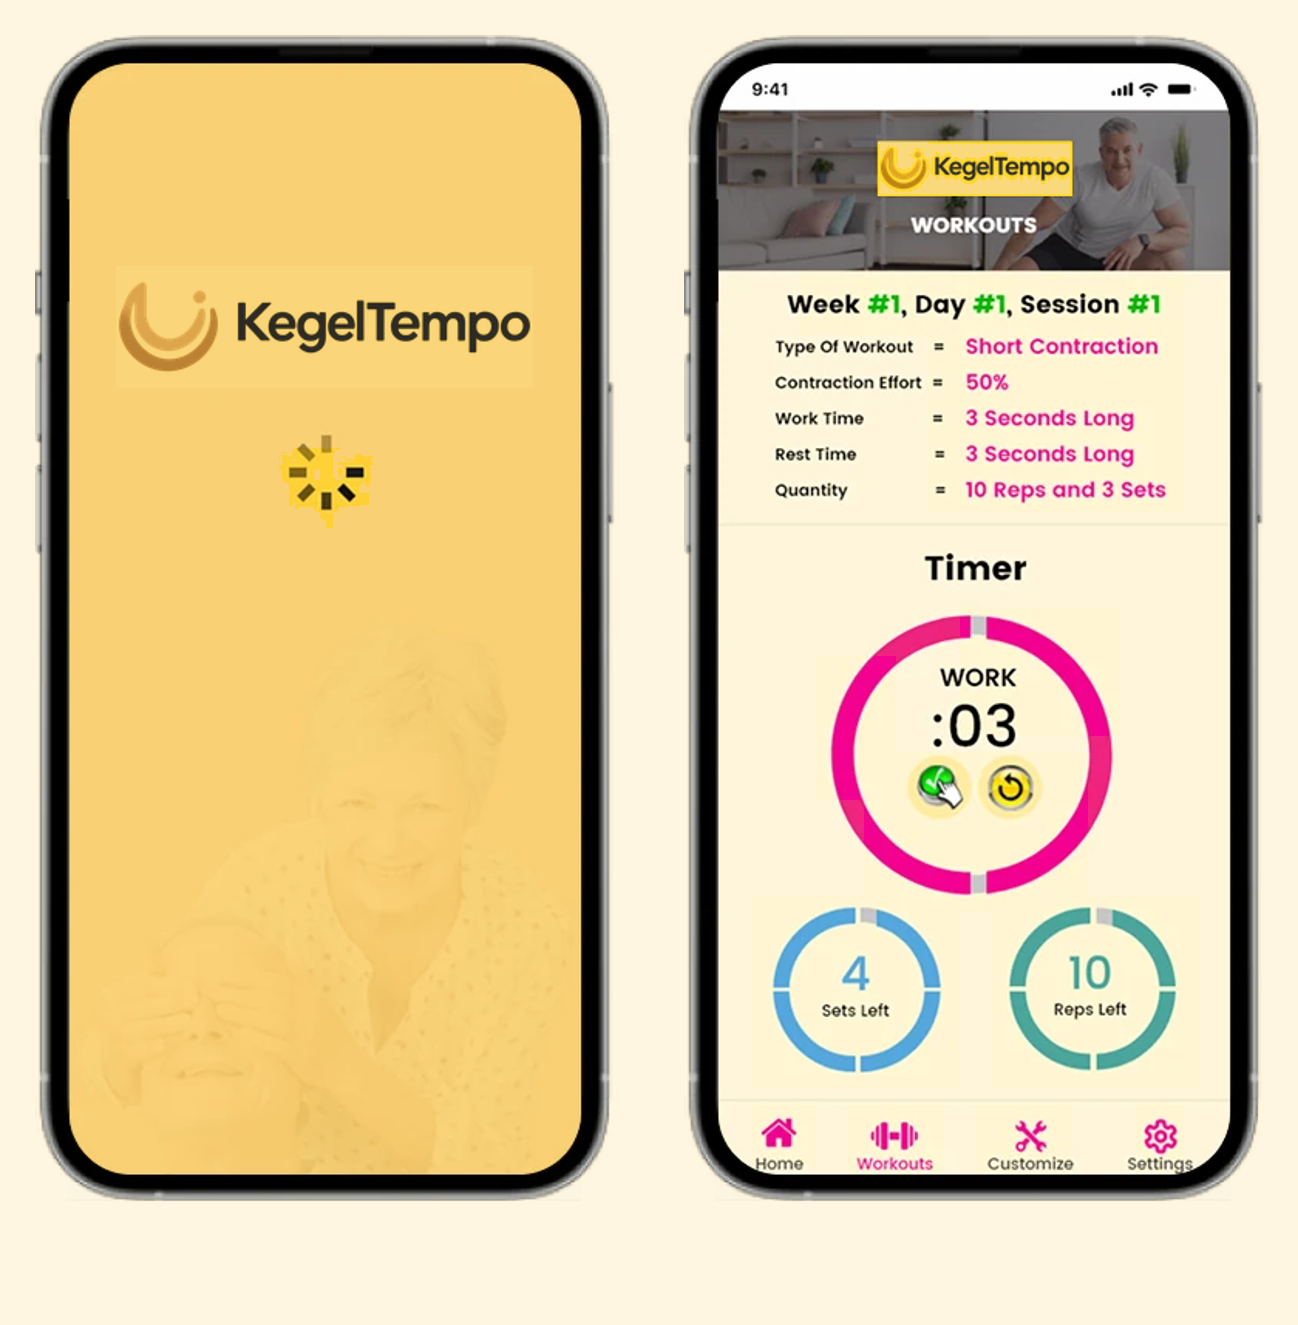 KegelTempo
9:41
KegelTempo
WORKOUTS
Week #1, Day #1, Session #1
Type Of Workout = Short Contraction
Contraction Effort = 50%
Work Time = 3 Seconds Long
Rest Time = 3 Seconds Long
Quantity = 10 Reps and 3 Sets
Timer
WORK
:03
4
Sets Left
10
Reps Left
Home
Workouts
Customize
Settings